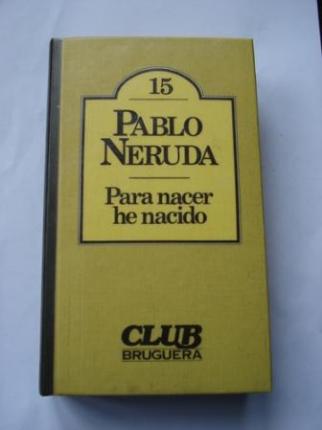 15
PABLO
NERUDA
Para nacer
he nacido
CLUB
BRUGUERA